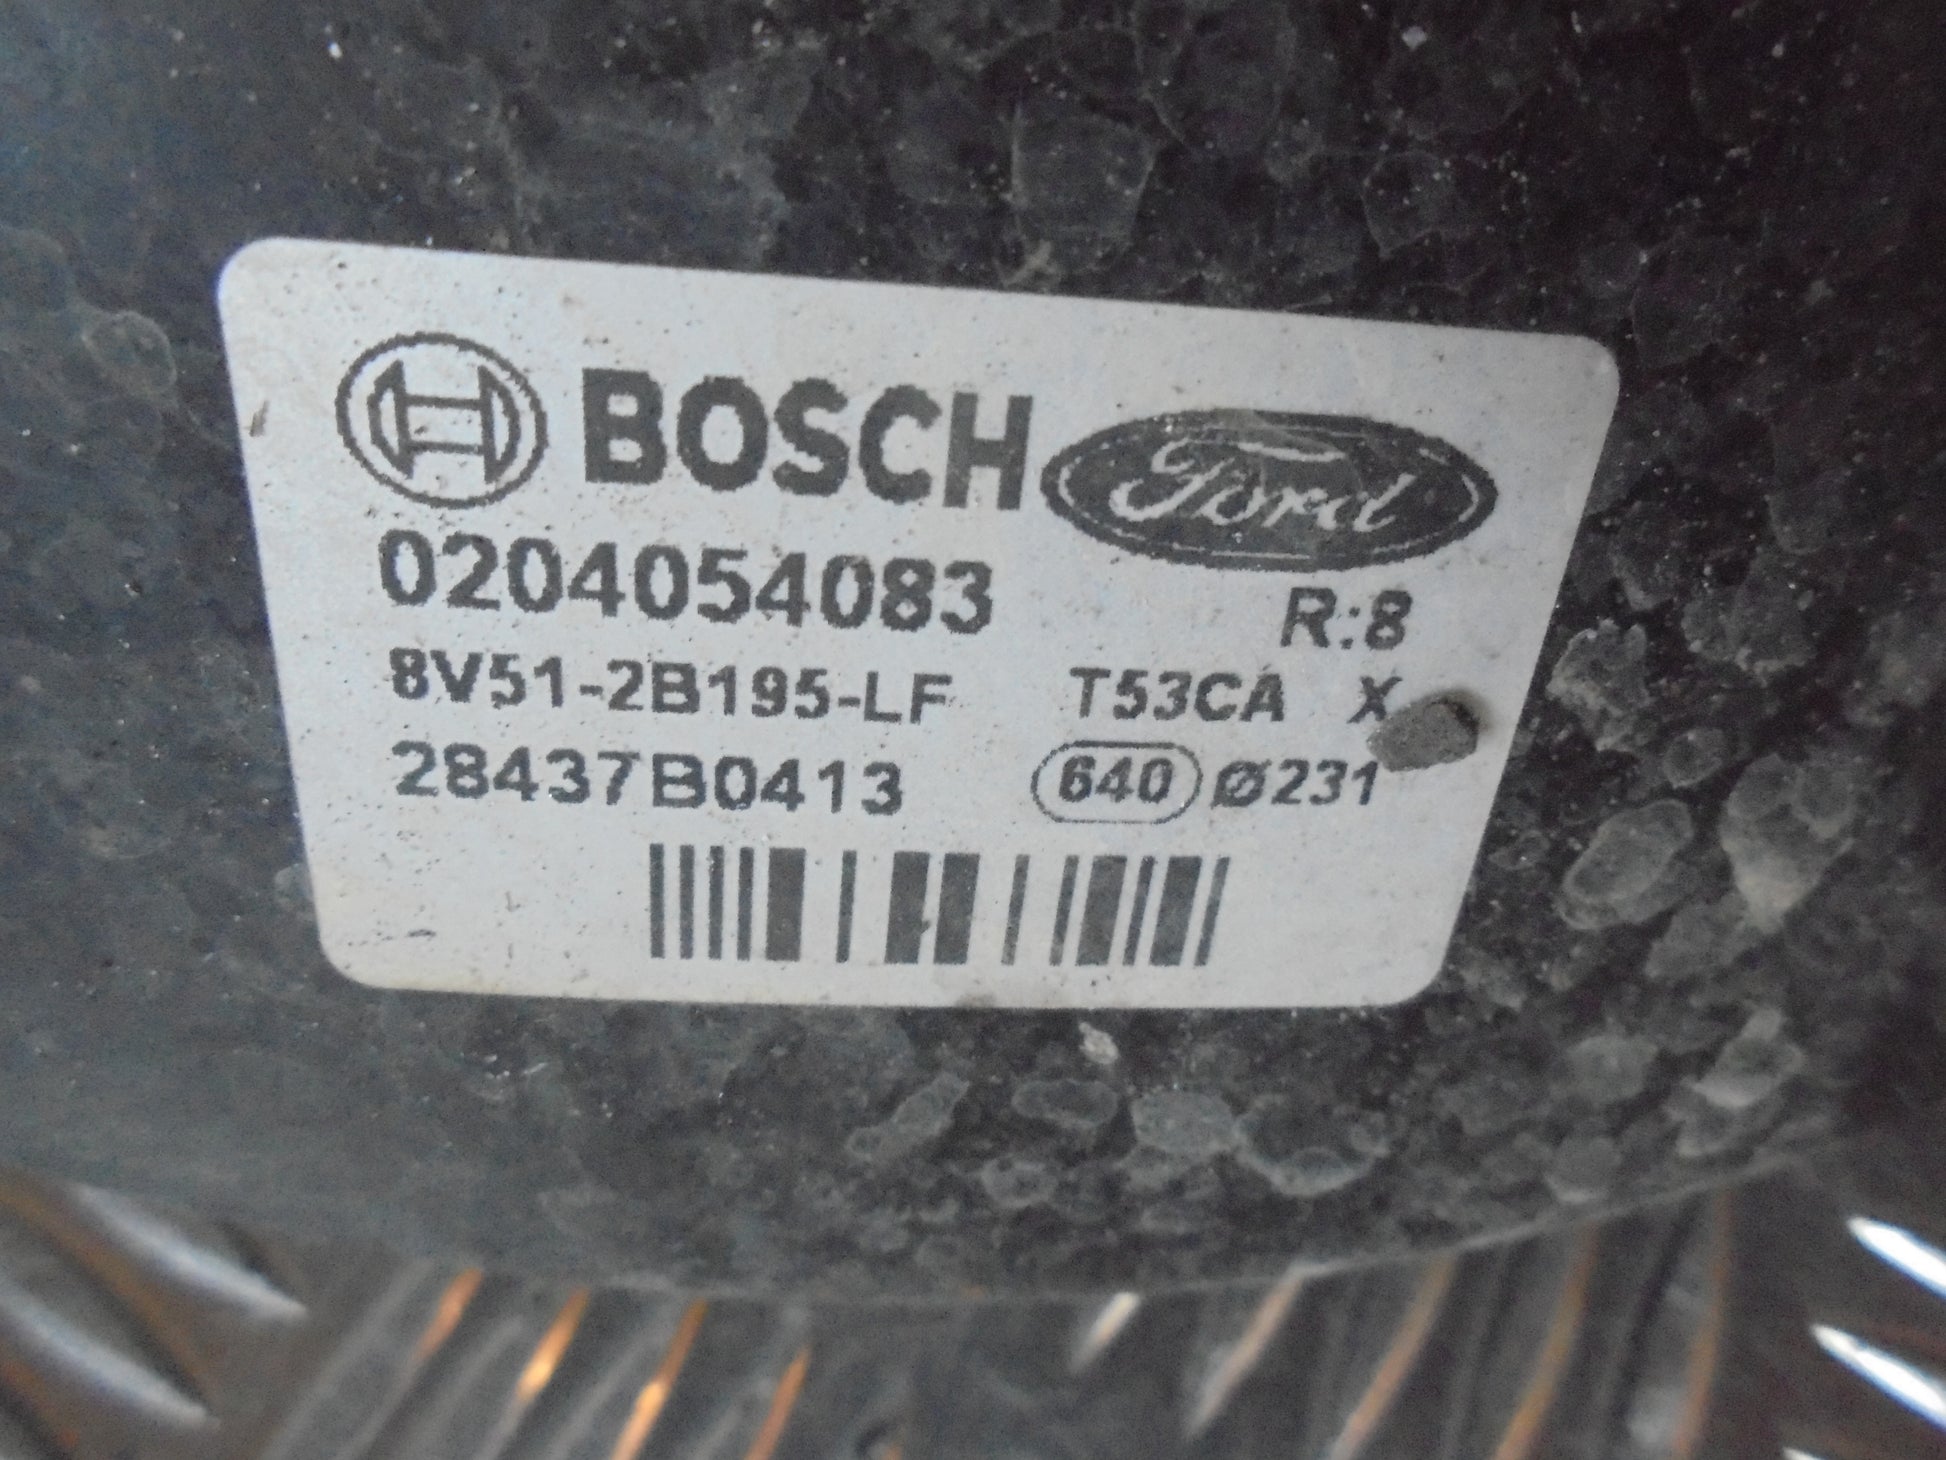 BOSCH Ford
0204054083 R:8
8V51-2B195-LF T53CA X
28437B0413 640 Ø231